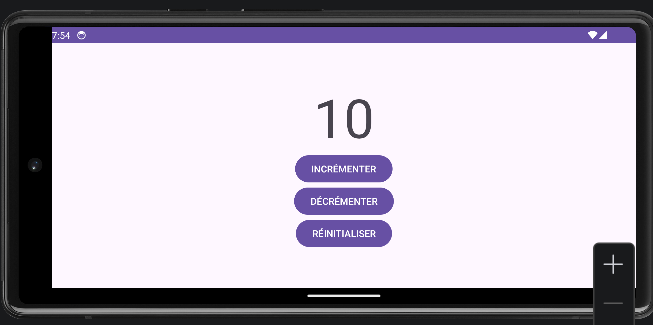 7:54
10
INCRÉMENTER
DÉCRÉMENTER
RÉINITIALISER